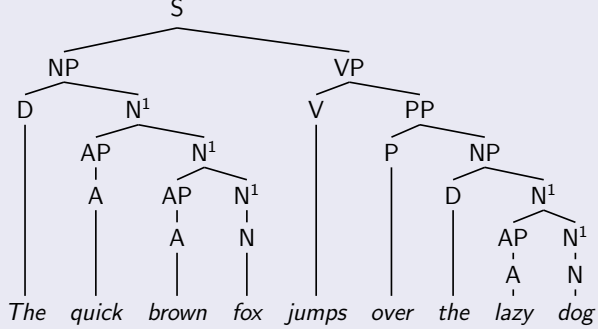 S
NP VP
D N¹ V PP
AP N¹ P NP
A AP N¹ D N¹
A N AP N¹
A N
The quick brown fox jumps over the lazy dog